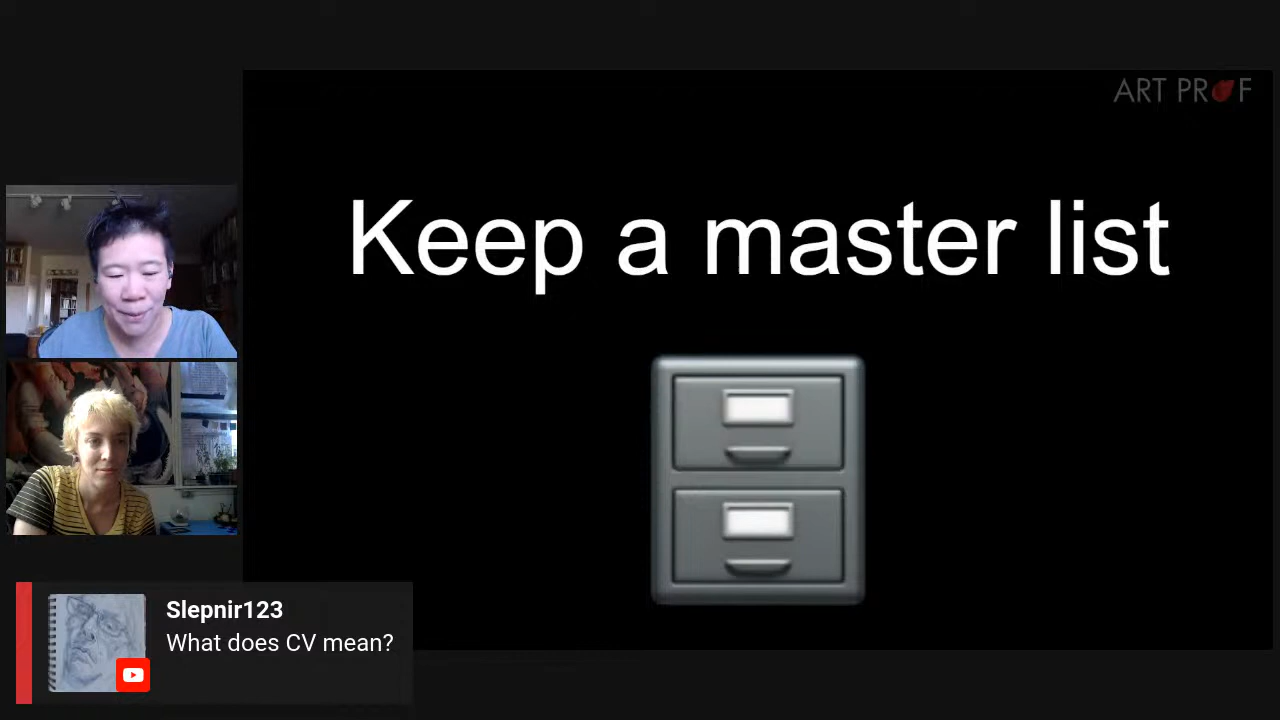 ART PROF
Keep a master list
Slepnir123
What does CV mean?